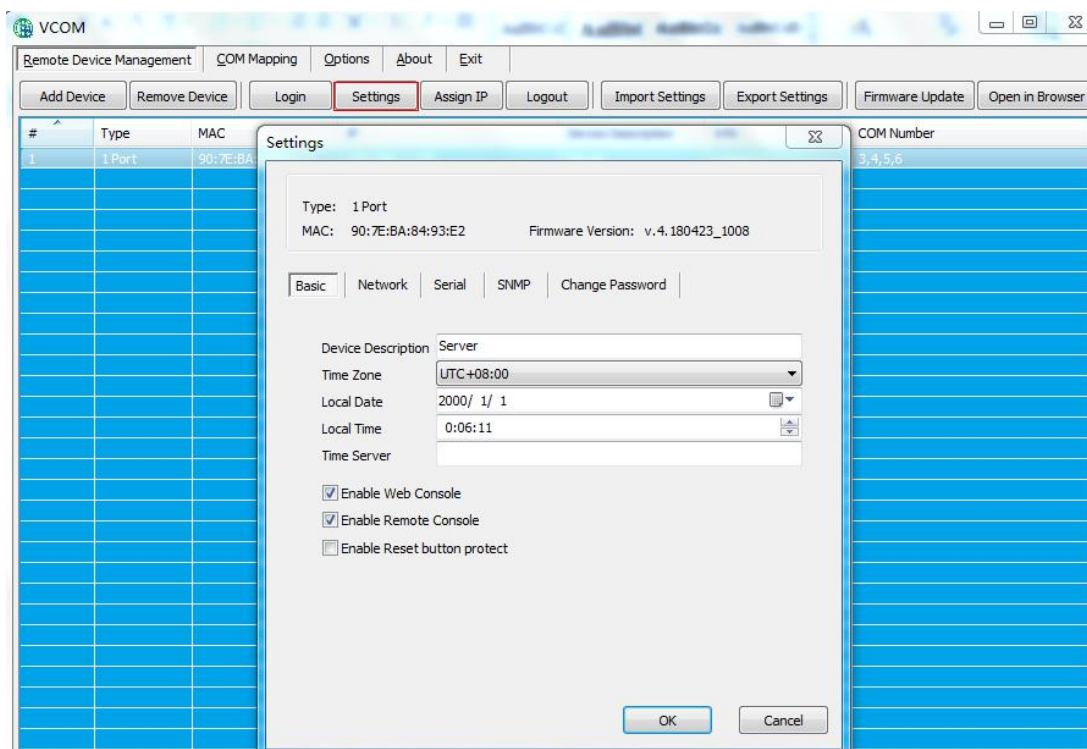 VCOM
Remote Device Management COM Mapping Options About Exit
Add Device Remove Device Login Settings Assign IP Logout Import Settings Export Settings Firmware Update Open in Browser
# Type MAC COM Number
1 1 Port 90:7E:BA: 3,4,5,6
Settings
Type: 1 Port
MAC: 90:7E:BA:84:93:E2 Firmware Version: v.4.180423_1008
Basic Network Serial SNMP Change Password
Device Description Server
Time Zone UTC+08:00
Local Date 2000/ 1/ 1
Local Time 0:06:11
Time Server
Enable Web Console
Enable Remote Console
Enable Reset button protect
OK Cancel